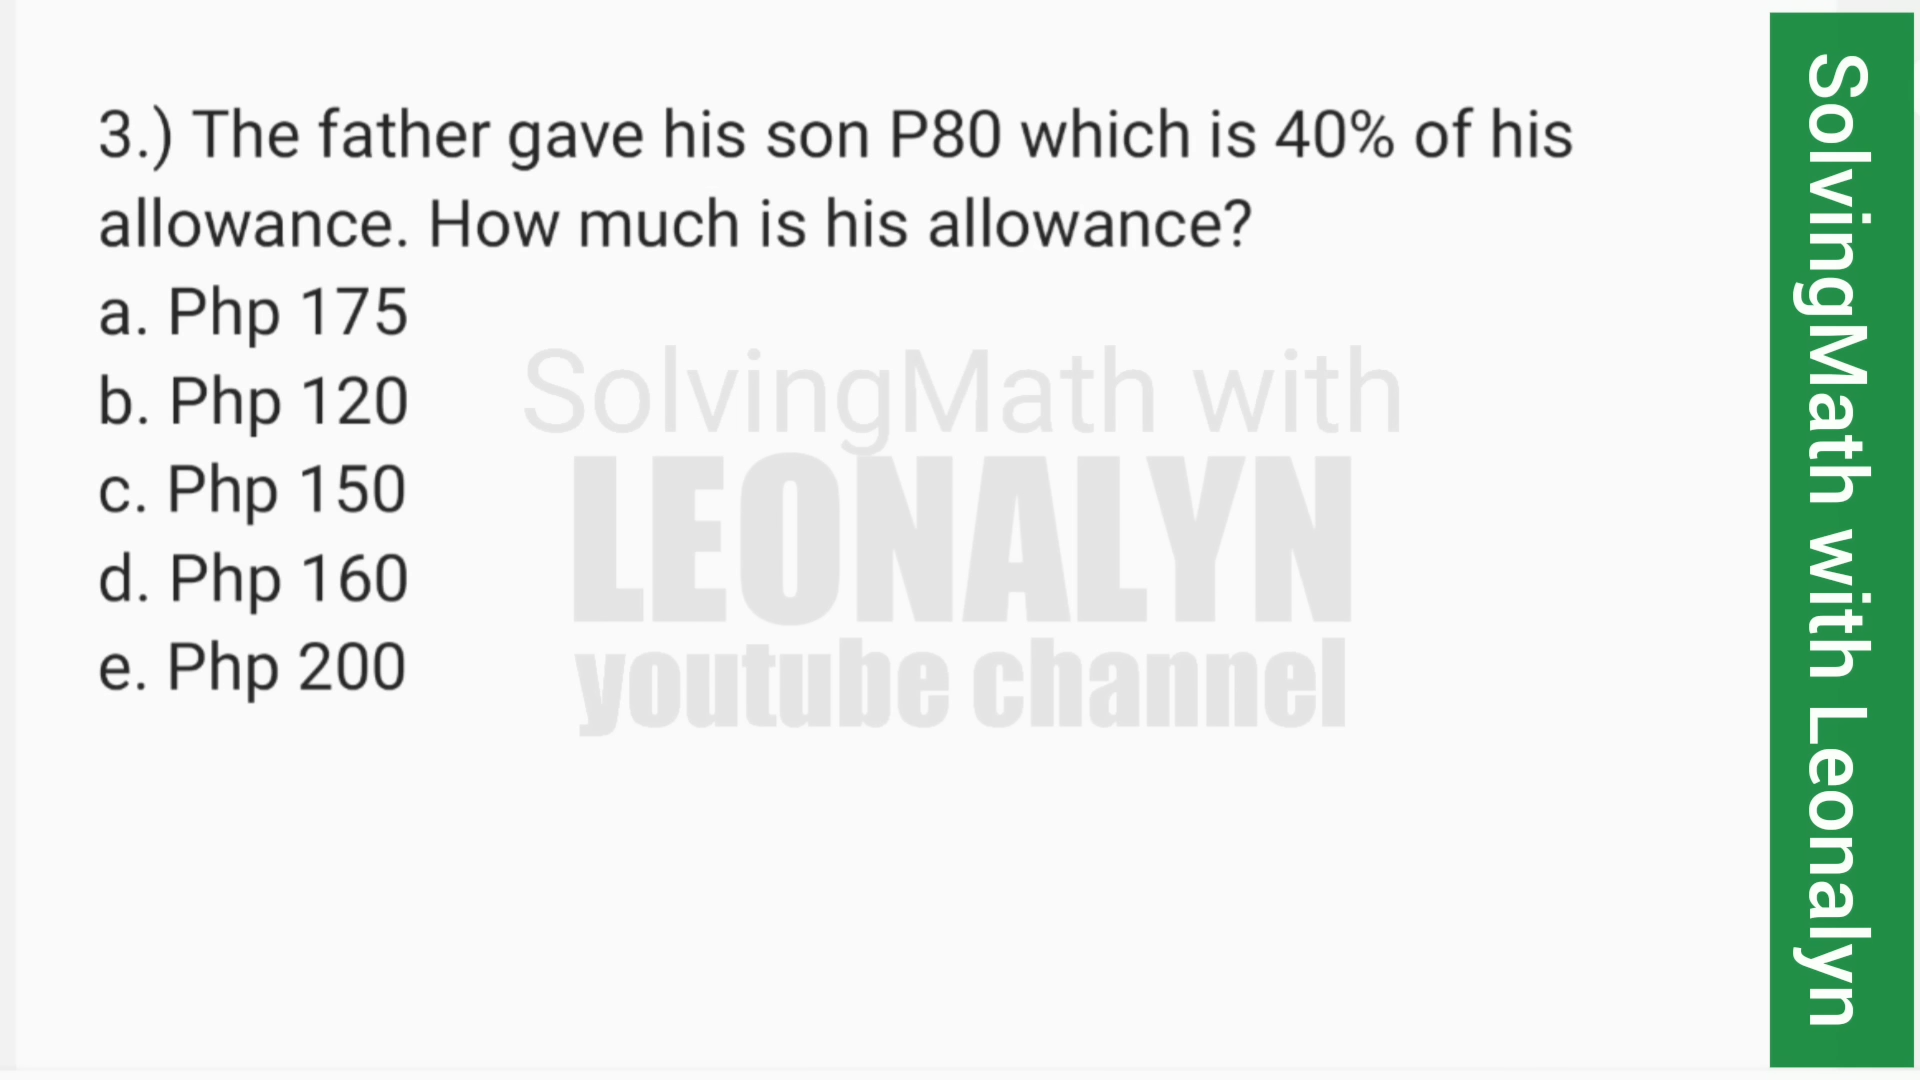 3.) The father gave his son P80 which is 40% of his
allowance. How much is his allowance?
a. Php 175
b. Php 120
c. Php 150
d. Php 160
e. Php 200
SolvingMath with
LEONALYN
youtube channel
SolvingMath with Leonalyn